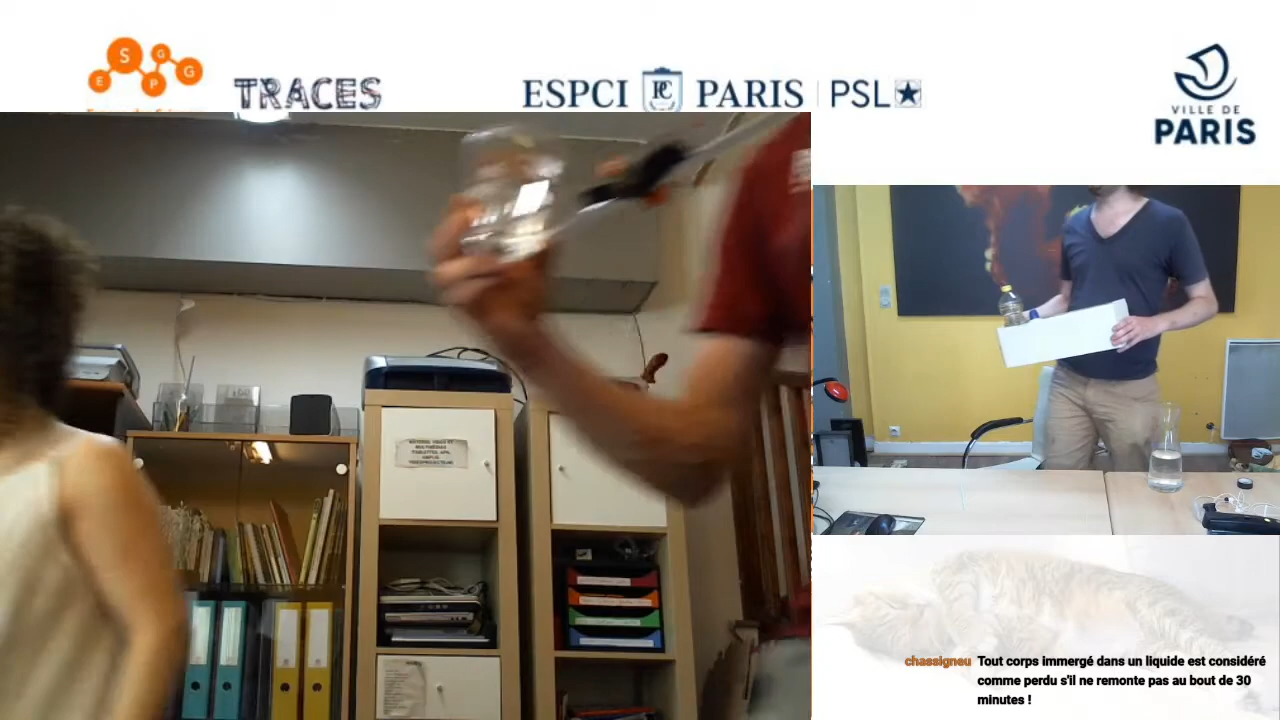 E S P G G
TRACES
ESPCI PC PARIS | PSL
VILLE DE
PARIS
chassigneu Tout corps immergé dans un liquide est considéré
comme perdu s'il ne remonte pas au bout de 30
minutes !